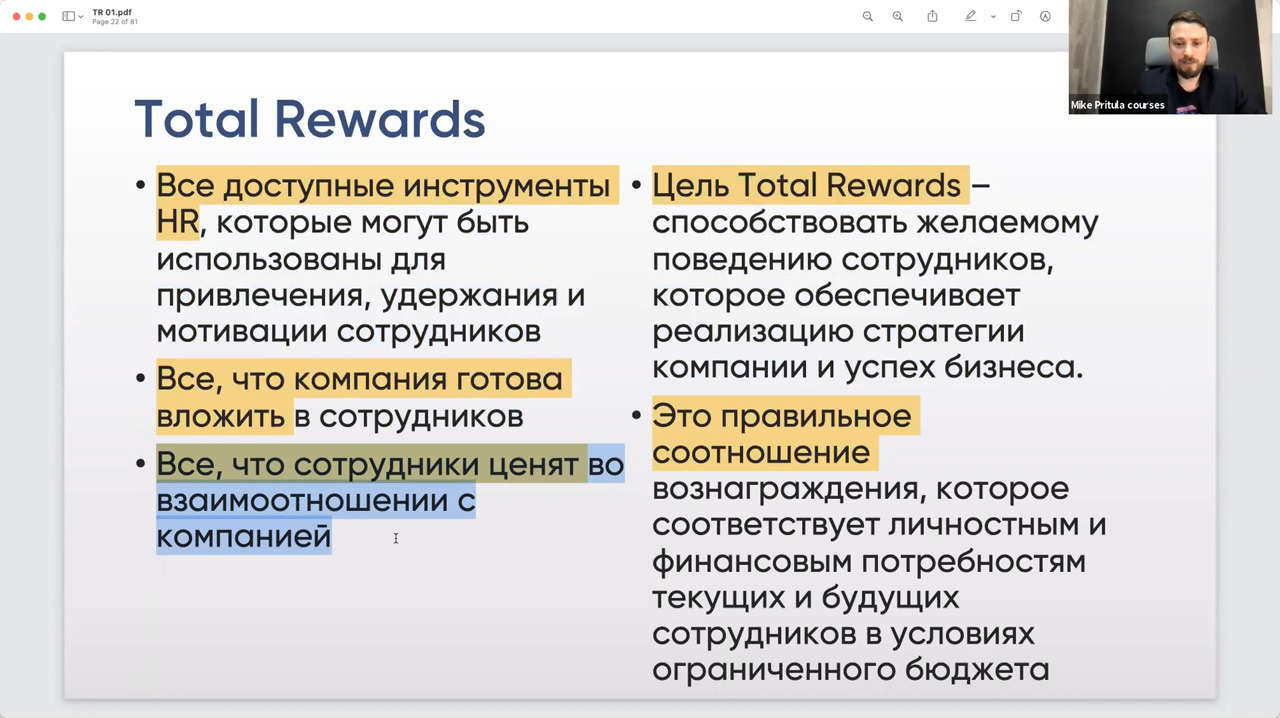 TR 01.pdf
Page 22 of 81
Mike Pritula courses
Total Rewards
• Все доступные инструменты
HR, которые могут быть
использованы для
привлечения, удержания и
мотивации сотрудников
• Все, что компания готова
вложить в сотрудников
• Все, что сотрудники ценят во
взаимоотношении с
компанией
• Цель Total Rewards –
способствовать желаемому
поведению сотрудников,
которое обеспечивает
реализацию стратегии
компании и успех бизнеса.
• Это правильное
соотношение
вознаграждения, которое
соответствует личностным и
финансовым потребностям
текущих и будущих
сотрудников в условиях
ограниченного бюджета